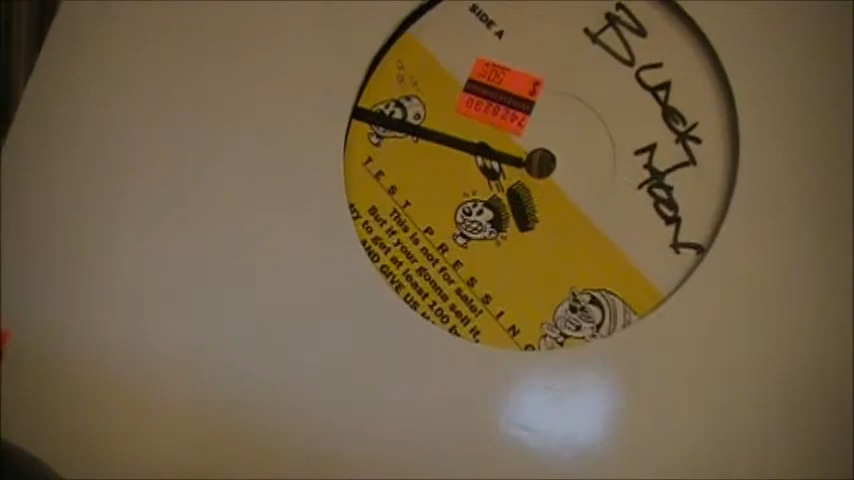 SIDE A
BLACK
MOON
$
50¢
TEST PRESSING
This is not for sale!
But if your gonna sell it,
try to get at least 100 b
AND GIVE US